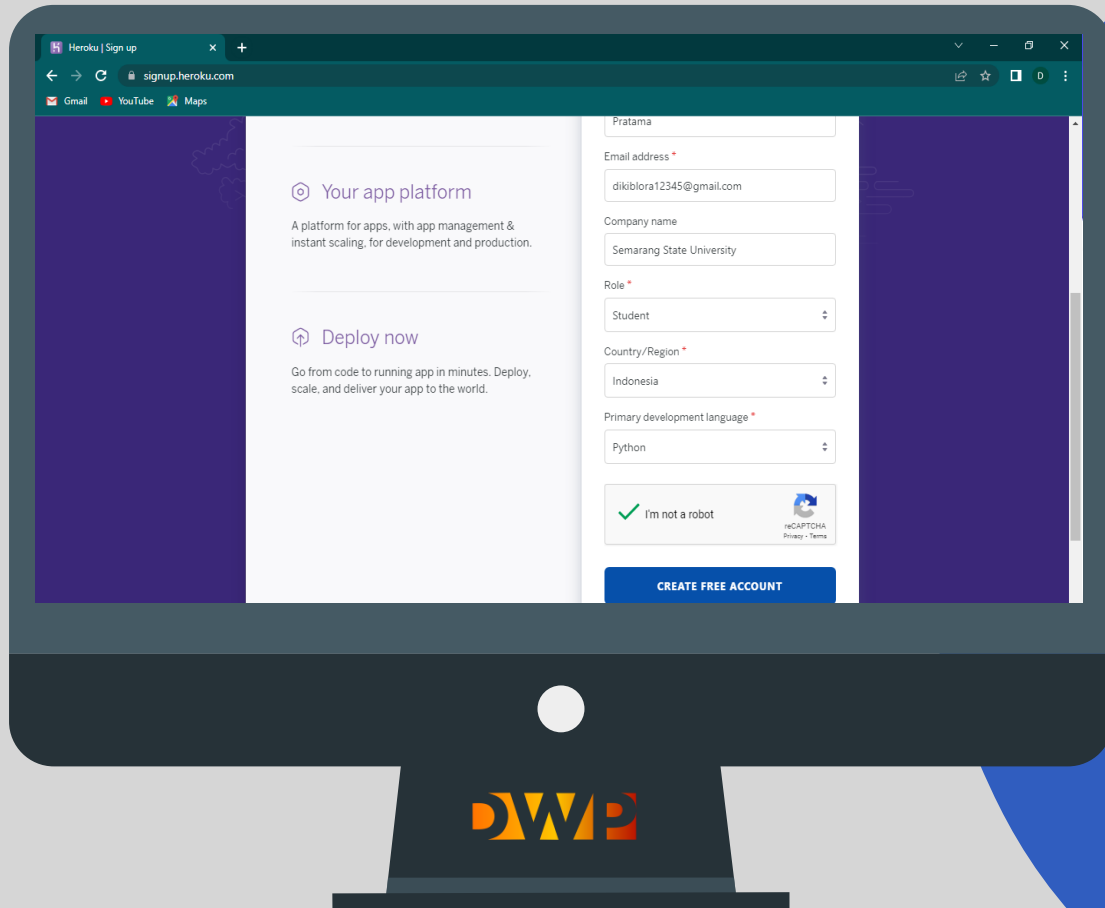 Heroku | Sign up
signup.heroku.com
D
Gmail
YouTube
Maps
Your app platform
A platform for apps, with app management &
instant scaling, for development and production.
Deploy now
Go from code to running app in minutes. Deploy,
scale, and deliver your app to the world.
Pratama
Email address *
dikiblora12345@gmail.com
Company name
Semarang State University
Role *
Student
Country/Region *
Indonesia
Primary development language *
Python
I'm not a robot
reCAPTCHA
Privacy - Terms
CREATE FREE ACCOUNT
DWP